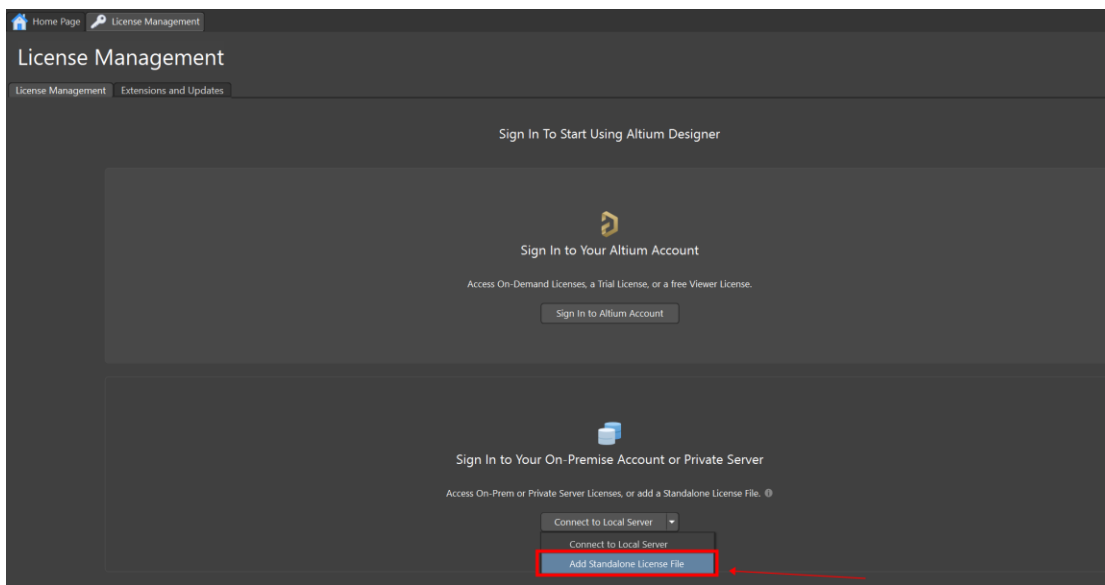 Home Page License Management
License Management
License Management Extensions and Updates
Sign In To Start Using Altium Designer
Sign In to Your Altium Account
Access On-Demand Licenses, a Trial License, or a free Viewer License.
Sign In to Altium Account
Sign In to Your On-Premise Account or Private Server
Access On-Prem or Private Server Licenses, or add a Standalone License File.
Connect to Local Server
Connect to Local Server
Add Standalone License File